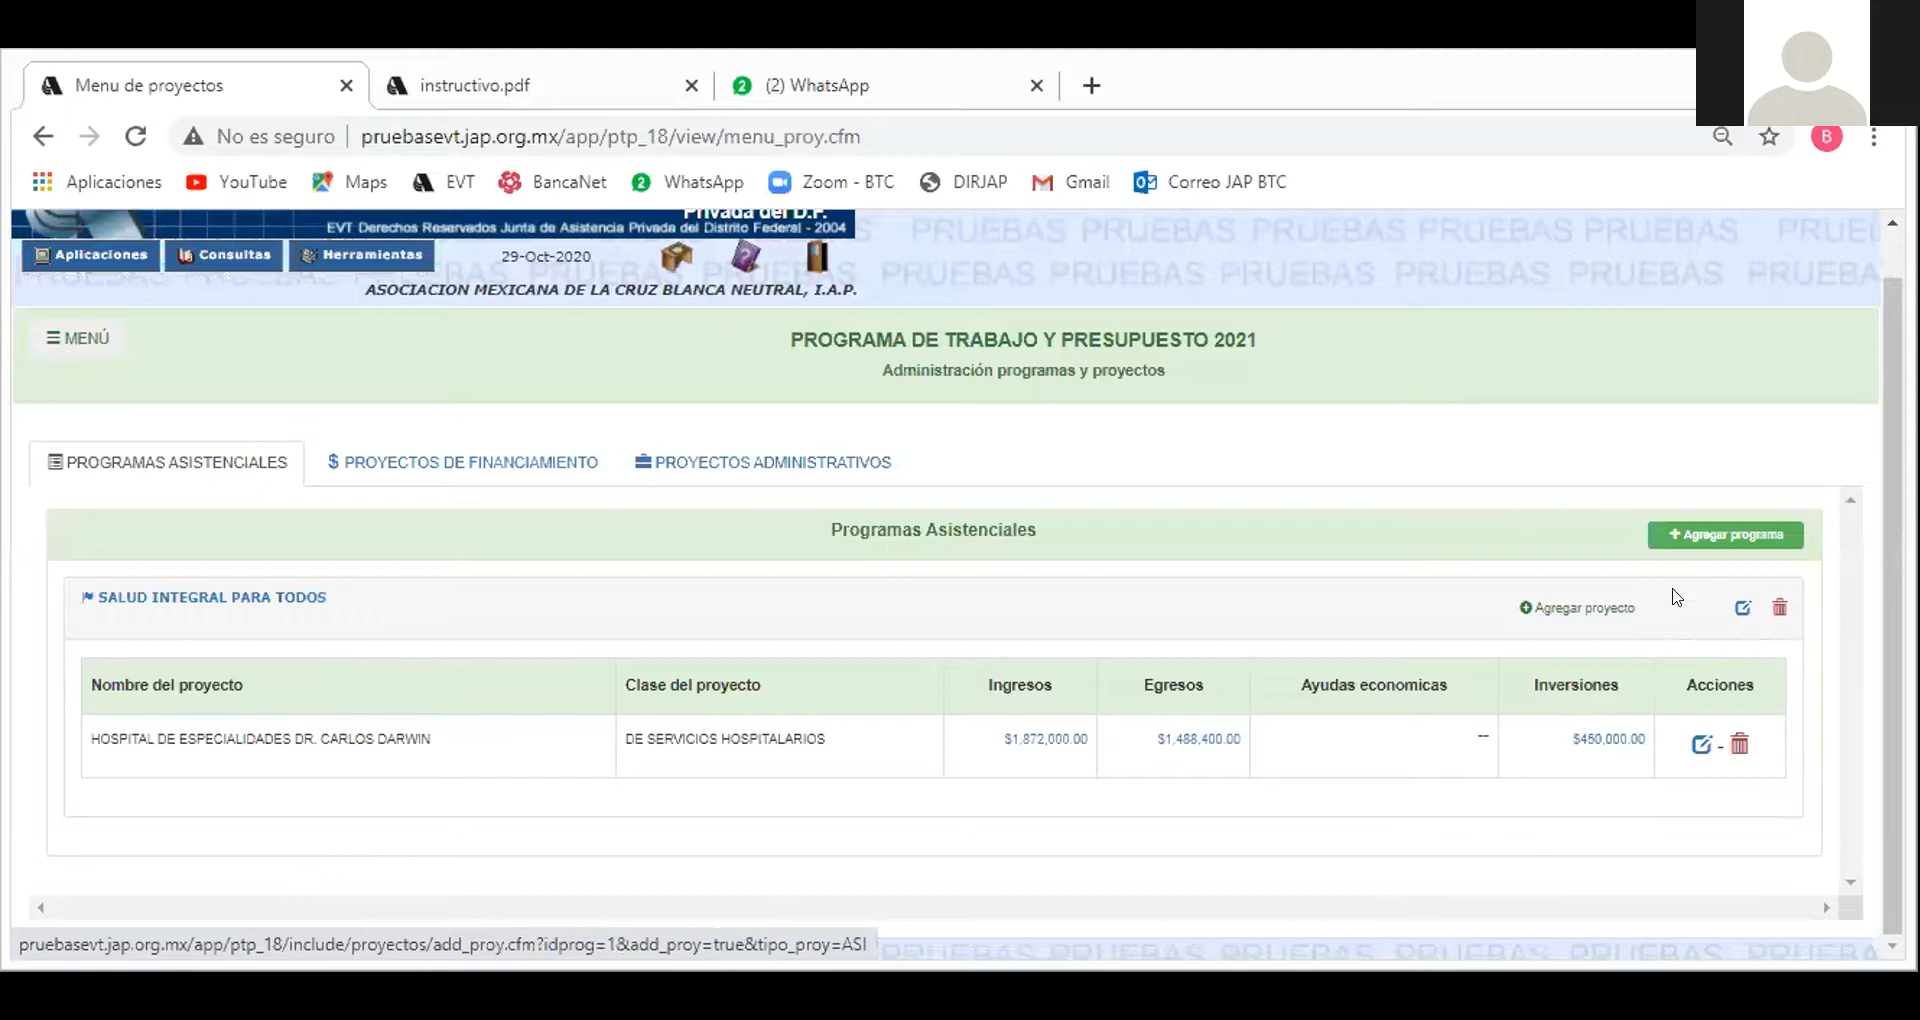 Menu de proyectos
instructivo.pdf
2 (2) WhatsApp
No es seguro pruebasevt.jap.org.mx/app/ptp_18/view/menu_proy.cfm
B
Aplicaciones YouTube Maps EVT BancaNet 2 WhatsApp Zoom - BTC DIRJAP Gmail Correo JAP BTC
Privada del D.F.
EVT Derechos Reservados Junta de Asistencia Privada del Distrito Federal - 2004
PRUEBAS PRUEBAS PRUEBAS PRUEBAS
Aplicaciones Consultas Herramientas 29-Oct-2020
PRUEBAS PRUEBAS PRUEBAS PRUEBAS PRUEBAS
ASOCIACION MEXICANA DE LA CRUZ BLANCA NEUTRAL, I.A.P.
MENÚ
PROGRAMA DE TRABAJO Y PRESUPUESTO 2021
Administración programas y proyectos
PROGRAMAS ASISTENCIALES $ PROYECTOS DE FINANCIAMIENTO PROYECTOS ADMINISTRATIVOS
Programas Asistenciales
+ Agregar programa
SALUD INTEGRAL PARA TODOS
Agregar proyecto
Nombre del proyecto Clase del proyecto Ingresos Egresos Ayudas economicas Inversiones Acciones
HOSPITAL DE ESPECIALIDADES DR. CARLOS DARWIN DE SERVICIOS HOSPITALARIOS $1,872,000.00 $1,488,400.00 -- $450,000.00 -
pruebasevt.jap.org.mx/app/ptp_18/include/proyectos/add_proy.cfm?idprog=1&add_proy=true&tipo_proy=ASI